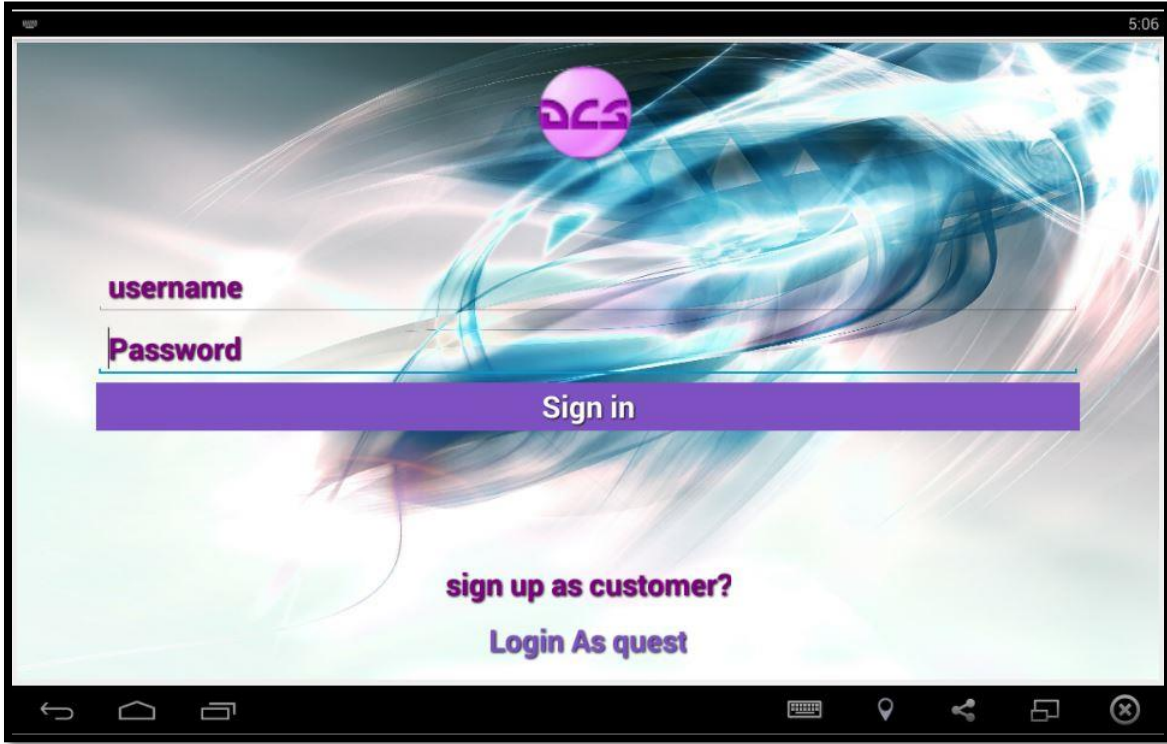 5:06
DCS
username
Password
Sign in
sign up as customer?
Login As quest